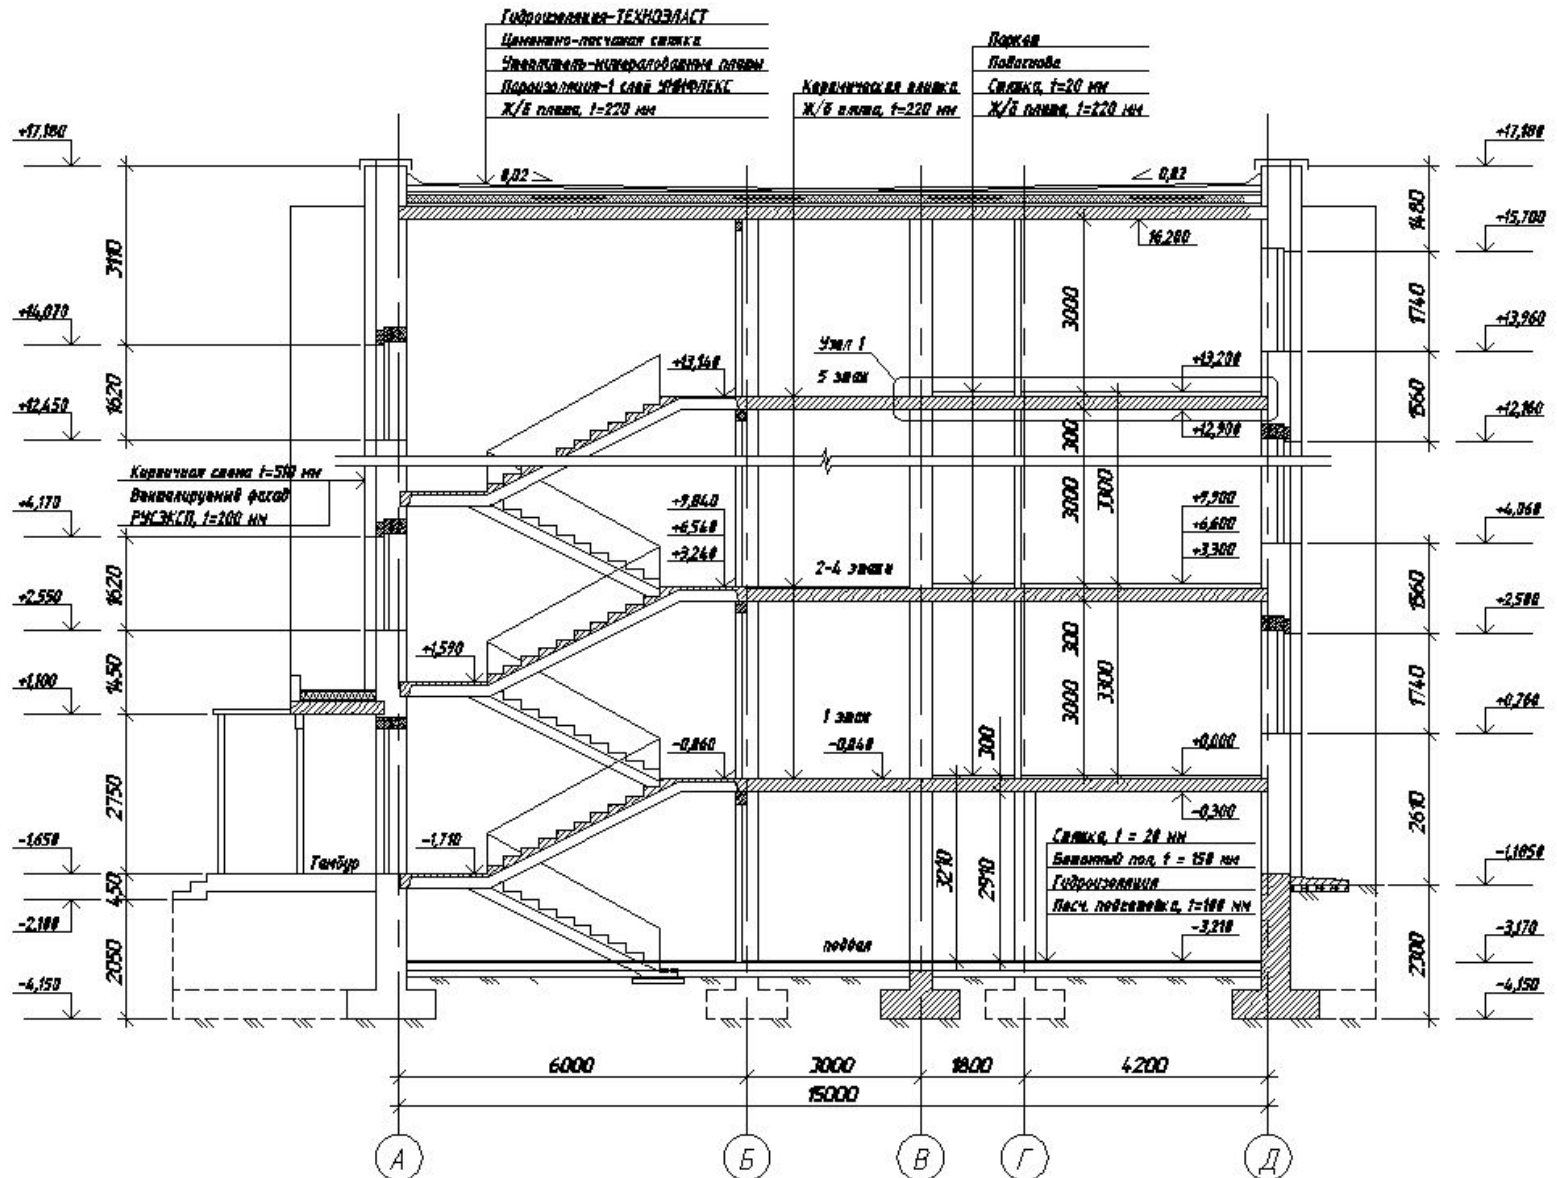 Гидроизоляция-ТЕХНОЭЛАСТ
Цементно-песчаная стяжка
Утеплитель-минераловатные плиты
Пароизоляция-1 слой УНИФЛЕКС
Ж/Б плита, t=220 мм
Керамическая плитка
Ж/б плита, t=220 мм
Паркет
Подоснова
Стяжка, t=20 мм
Ж/б плита, t=220 мм
+17,180
+17,180
0,02
0,02
3110
1480
+15,700
16,200
3000
1740
+14,070
+13,960
Узел 1
+13,140
5 этаж
+13,200
1620
1560
+12,450
+12,160
+12,900
300
Кирпичная стена t=510 мм
Вентилируемый фасад
РУСЭКСП, t=200 мм
+4,170
+9,840
+6,540
+3,240
3000
3300
+9,900
+6,600
+3,300
+4,060
2-4 этажи
1620
1560
+2,550
+2,500
+1,590
300
1450
3300
1740
+1,100
3000
+0,760
1 этаж
-0,860
-0,840
300
+0,000
2750
2610
-0,300
-1,650
-1,710
Тамбур
3210
2910
Стяжка, t = 20 мм
Бетонный пол, t = 150 мм
Гидроизоляция
Песч. подготовка, t=100 мм
-1,1850
450
-2,100
подвал
-3,210
-3,170
2050
2300
-4,150
-4,150
6000
3000
1800
4200
15000
А
Б
В
Г
Д